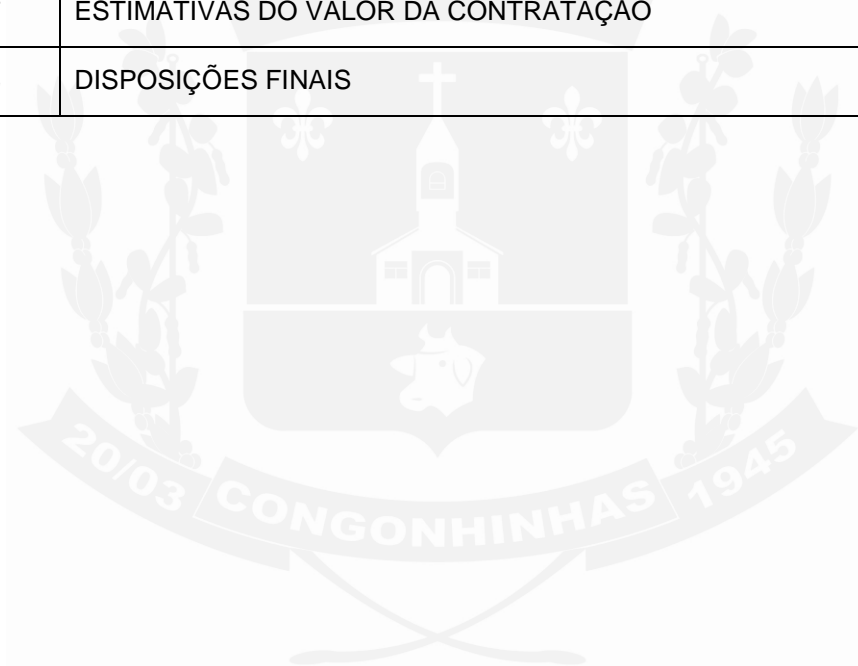 ESTIMATIVAS DO VALOR DA CONTRATAÇÃO
DISPOSIÇÕES FINAIS
20/03 CONGONHINHAS 1945